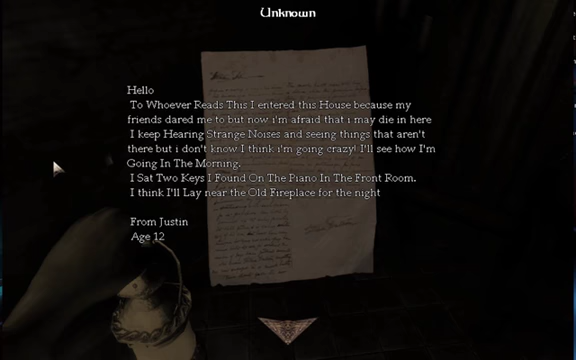 Unknown
Hello
To Whoever Reads This I entered this House because my
friends dared me to but now i'm afraid that i may die in here
I keep Hearing Strange Noises and seeing things that aren't
there but i don't know I think i'm going crazy! I'll see how I'm
Going In The Morning.
I Sat Two Keys I Found On The Piano In The Front Room.
I think I'll Lay near the Old Fireplace for the night
From Justin
Age 12